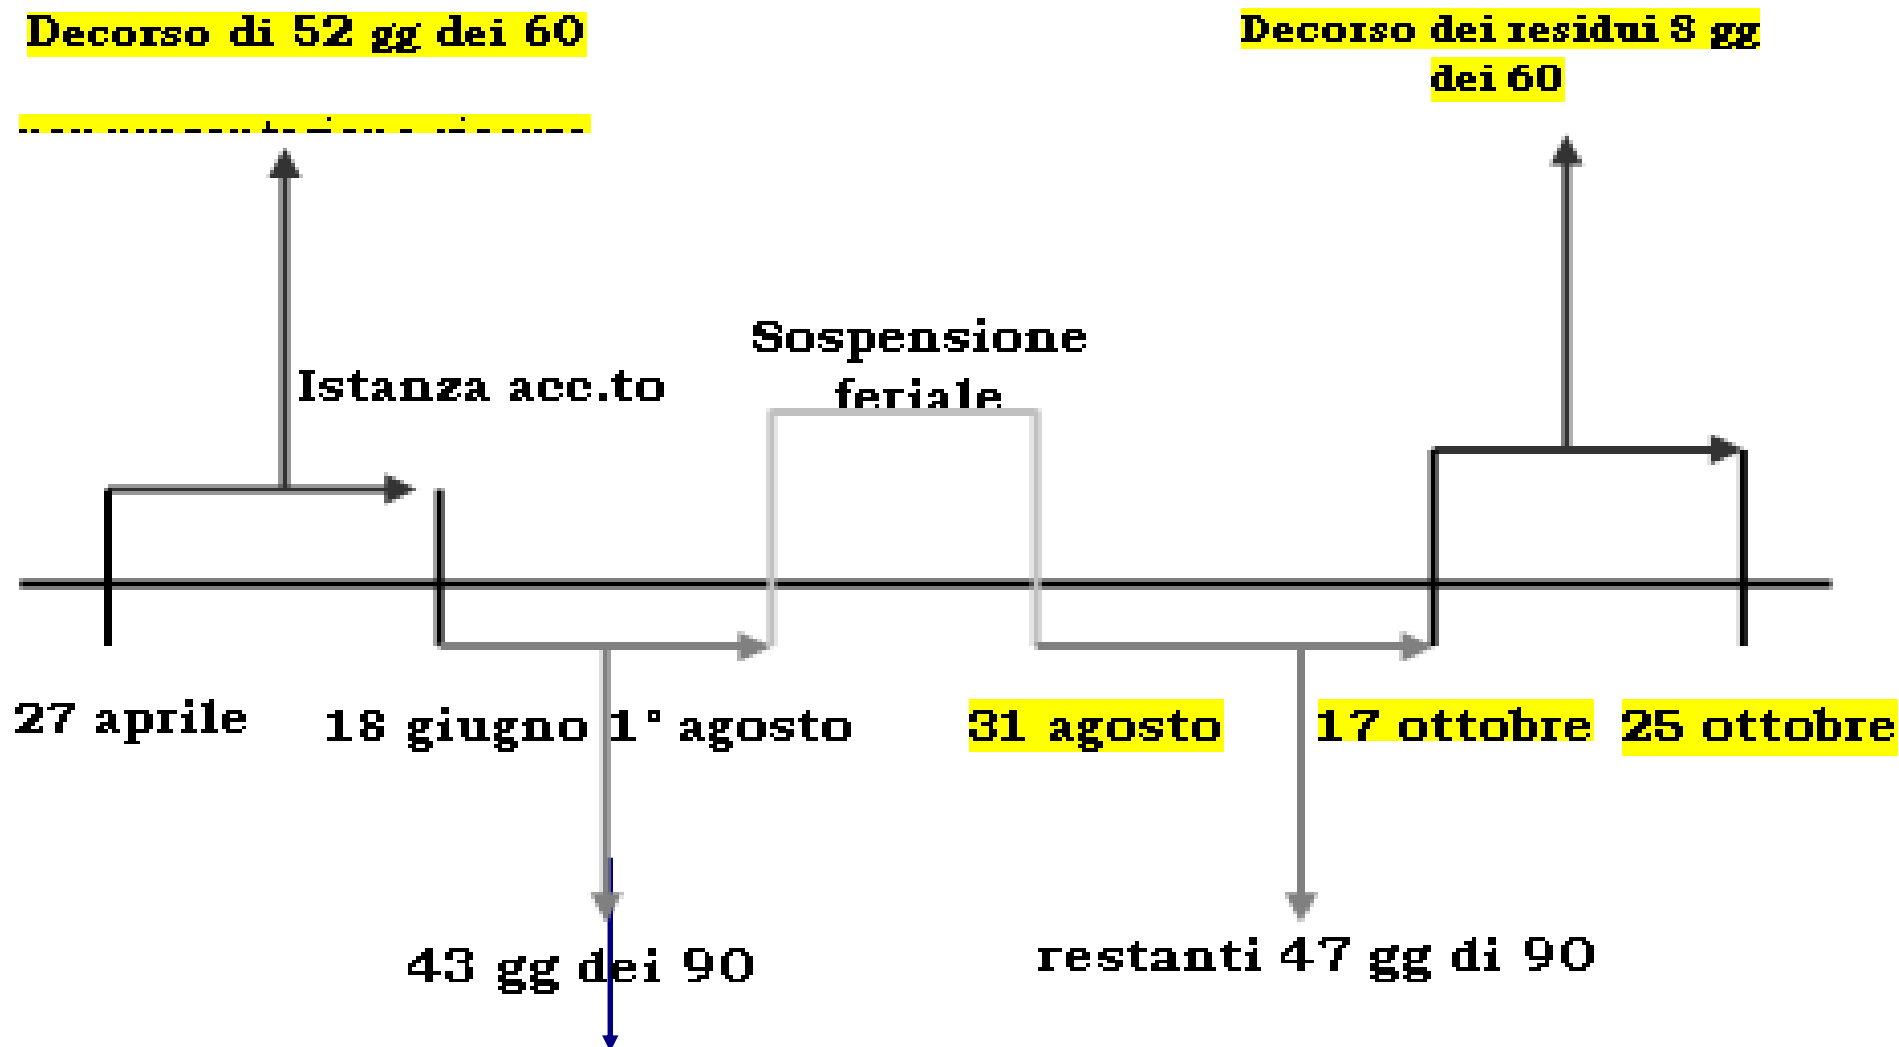 Decorso di 52 gg dei 60
Decorso dei residui 8 gg
dei 60
Istanza acc.to
Sospensione
feriale
27 aprile
18 giugno
1° agosto
31 agosto
17 ottobre
25 ottobre
43 gg dei 90
restanti 47 gg di 90